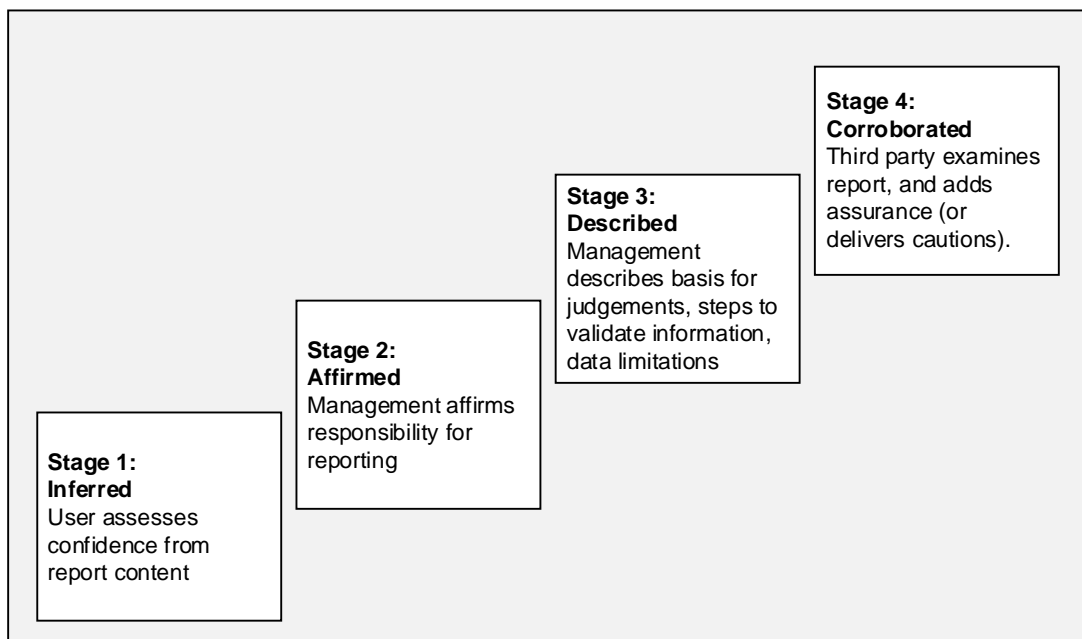 Stage 1:
Inferred
User assesses
confidence from
report content
Stage 2:
Affirmed
Management affirms
responsibility for
reporting
Stage 3:
Described
Management
describes basis for
judgements, steps to
validate information,
data limitations
Stage 4:
Corroborated
Third party examines
report, and adds
assurance (or
delivers cautions).